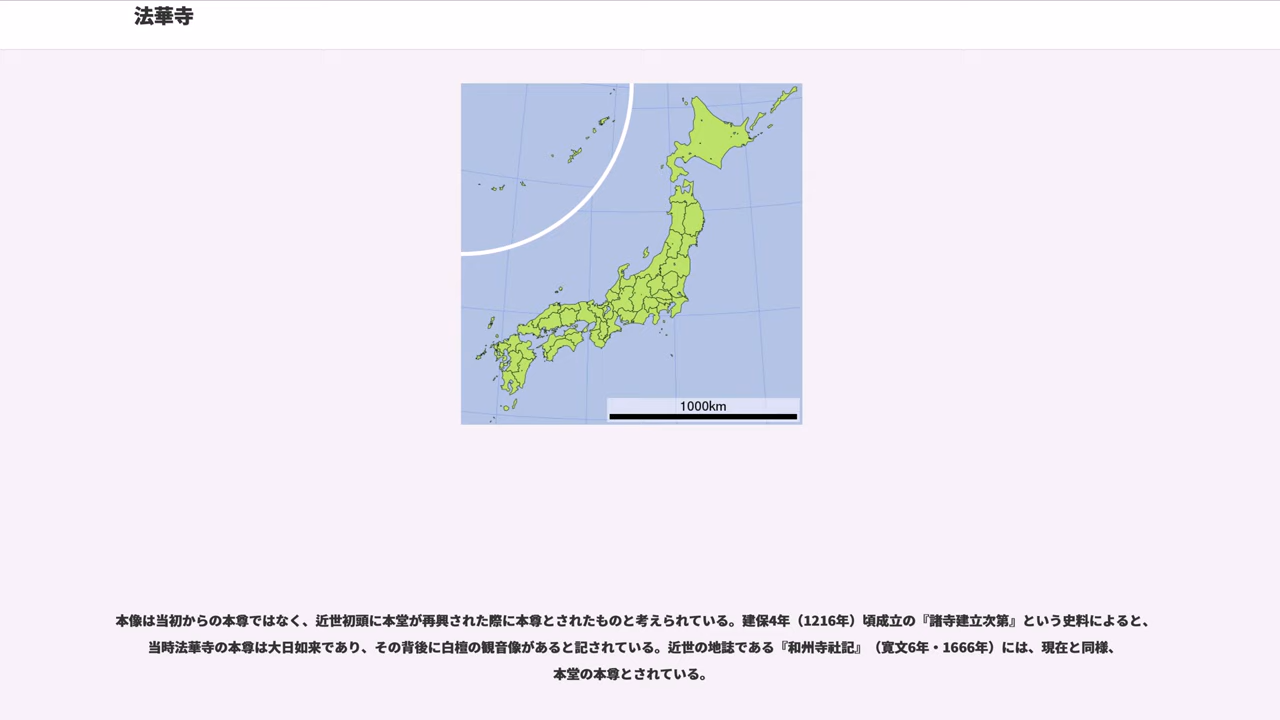 法華寺
1000km
本像は当初からの本尊ではなく、近世初頭に本堂が再興された際に本尊とされたものと考えられている。建保4年（1216年）頃成立の『諸寺建立次第』という史料によると、
当時法華寺の本尊は大日如来であり、その背後に白檀の観音像があると記されている。近世の地誌である『和州寺社記』（寛文6年・1666年）には、現在と同様、
本堂の本尊とされている。